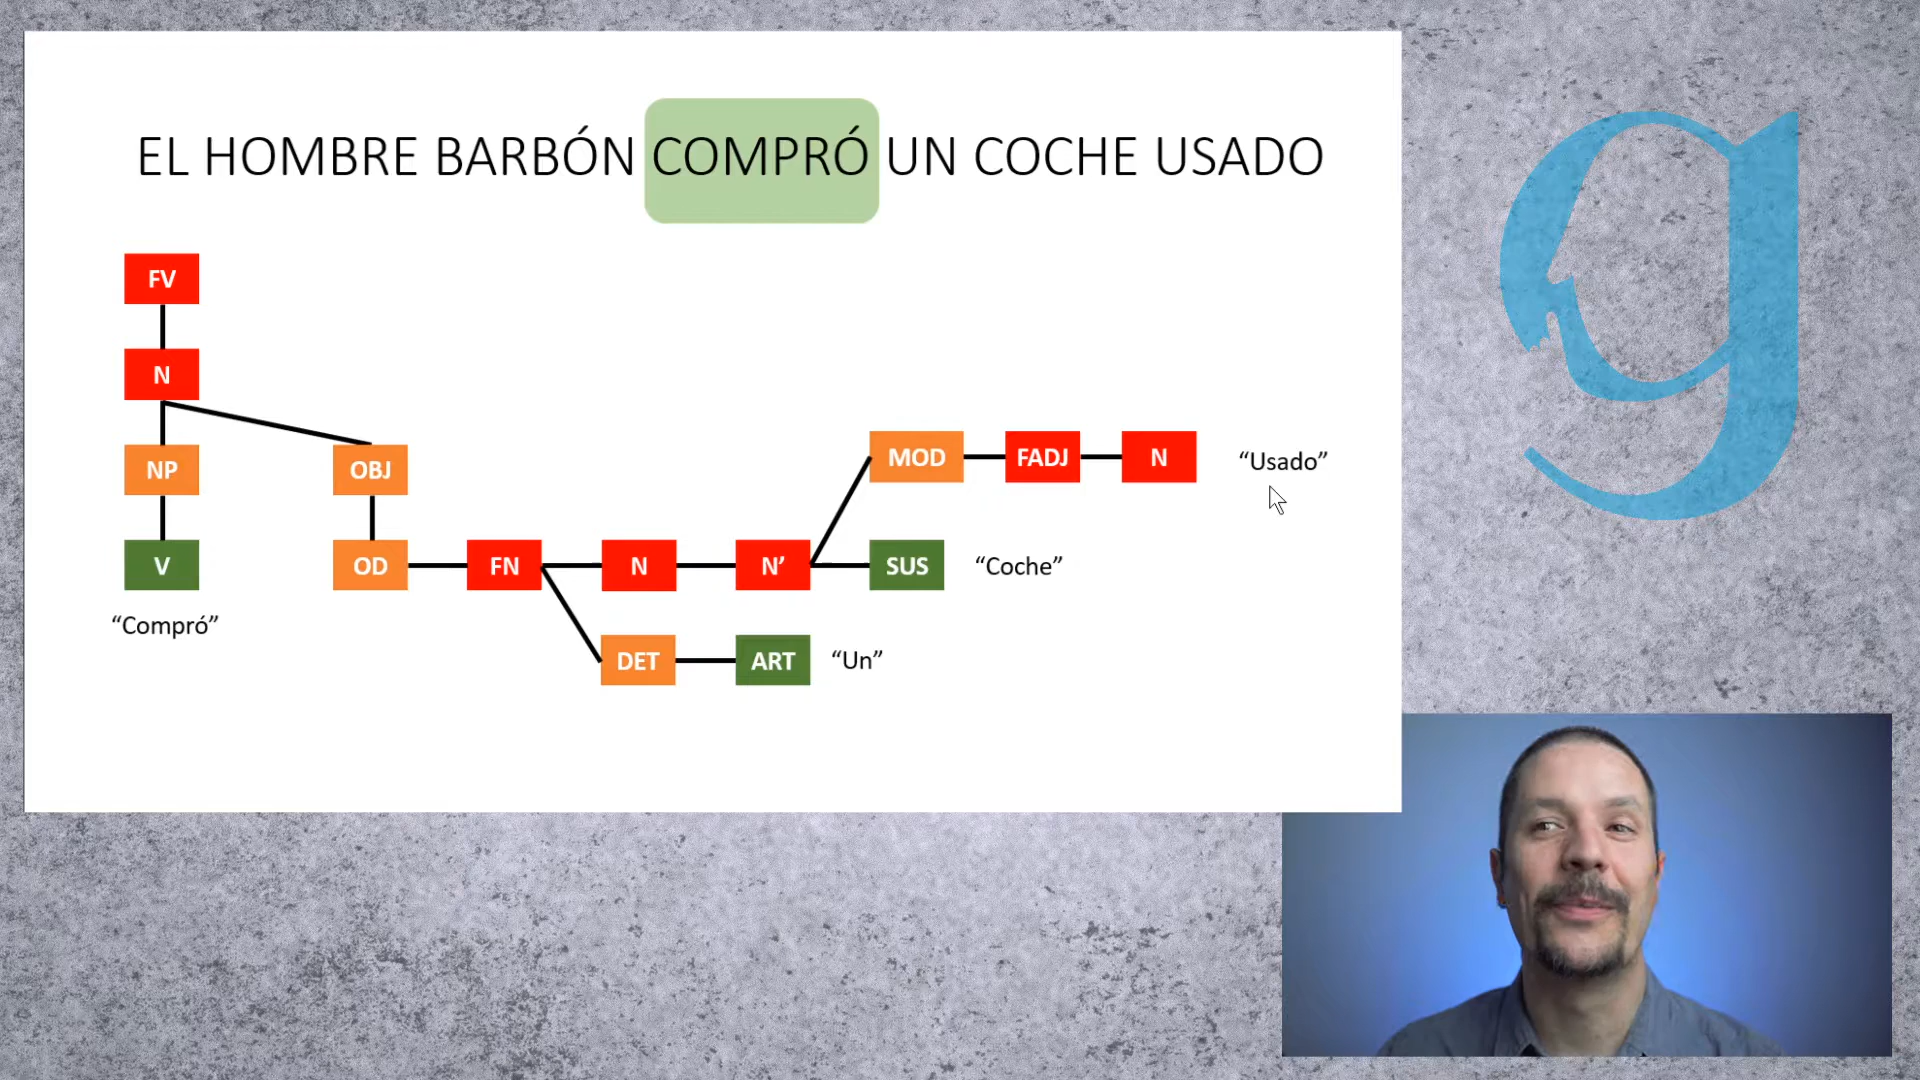 EL HOMBRE BARBÓN COMPRÓ UN COCHE USADO
FV
N
NP
OBJ
MOD
FADJ
N
“Usado”
V
OD
FN
N
N’
SUS
“Coche”
“Compró”
DET
ART
“Un”
g